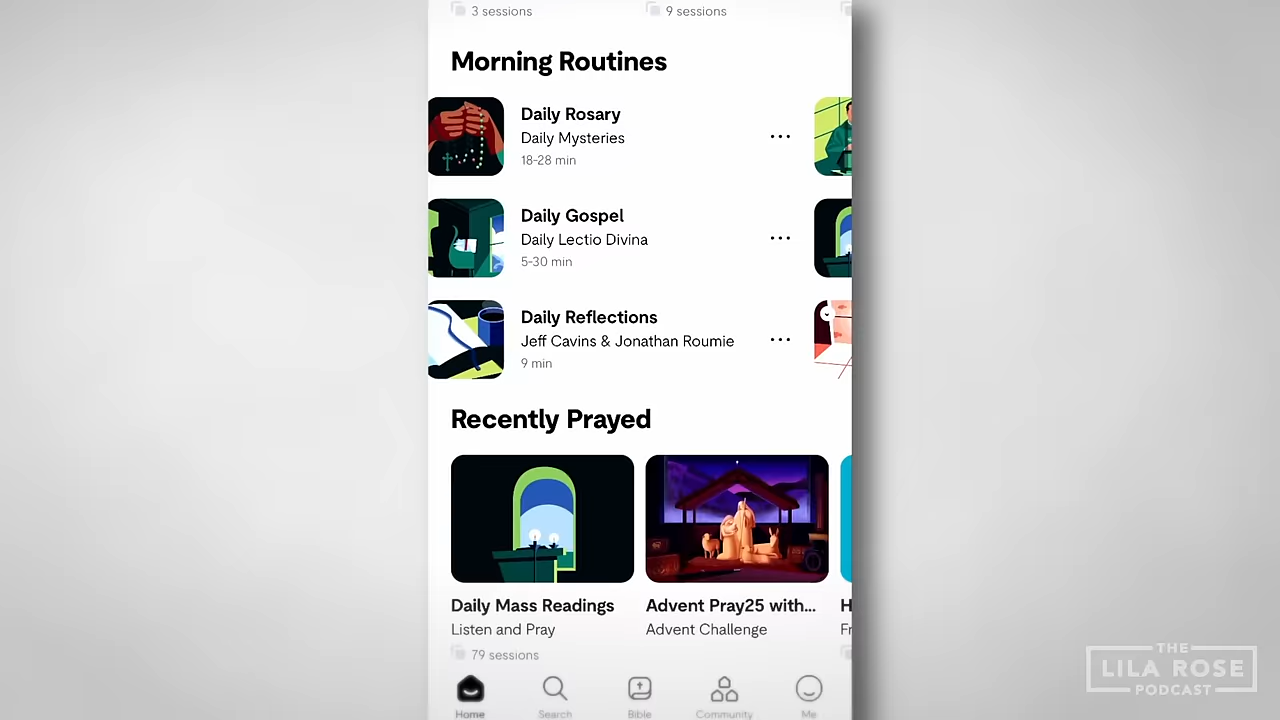 3 sessions
9 sessions
Morning Routines
Daily Rosary
Daily Mysteries
18-28 min
Daily Gospel
Daily Lectio Divina
5-30 min
Daily Reflections
Jeff Cavins & Jonathan Roumie
9 min
Recently Prayed
Daily Mass Readings
Listen and Pray
79 sessions
Advent Pray25 with...
Advent Challenge
H
Fr
Home
Search
Bible
Community
Me
THE
LILA ROSE
PODCAST